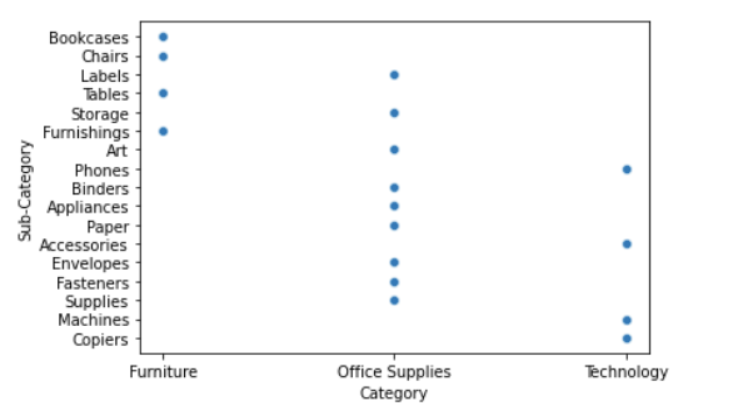 Bookcases
Chairs
Labels
Tables
Storage
Furnishings
Art
Phones
Binders
Appliances
Paper
Accessories
Envelopes
Fasteners
Supplies
Machines
Copiers
Sub-Category
Furniture Office Supplies Technology
Category